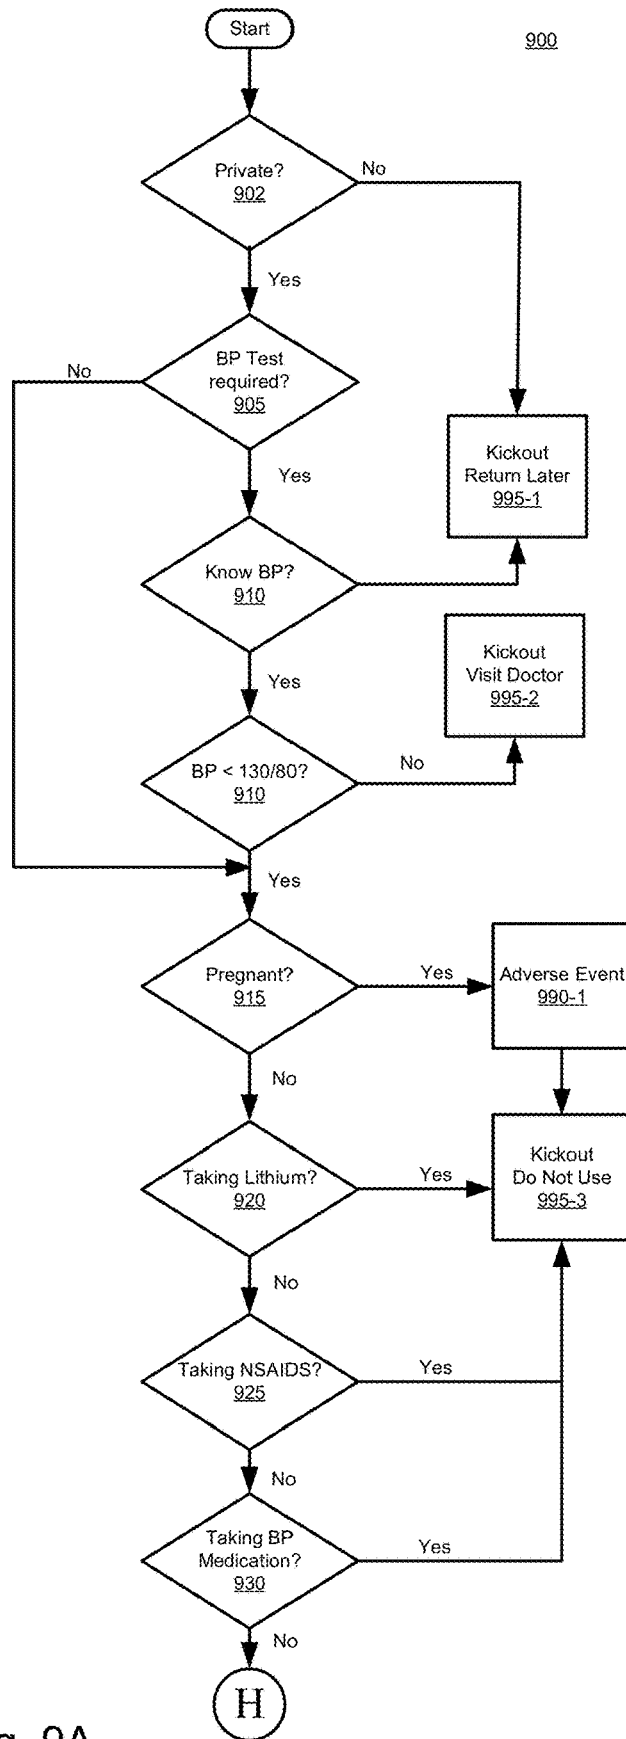 Start
900
Private?
902
No
Yes
BP Test
required?
905
No
Yes
Kickout
Return Later
995-1
Know BP?
910
Yes
Kickout
Visit Doctor
995-2
BP < 130/80?
910
No
Yes
Pregnant?
915
Yes
Adverse Event
990-1
No
Taking Lithium?
920
Yes
Kickout
Do Not Use
995-3
No
Taking NSAIDS?
925
Yes
No
Taking BP
Medication?
930
Yes
No
H
9A